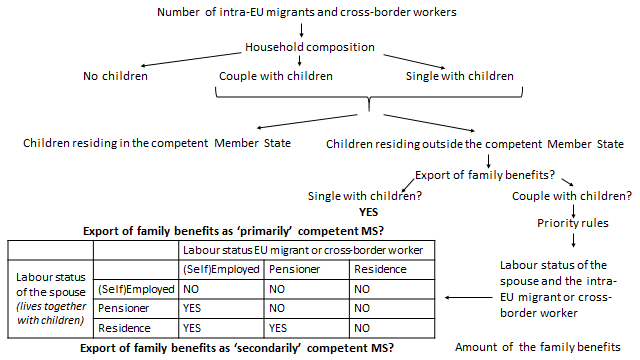 Number of intra-EU migrants and cross-border workers
Household composition
No children
Couple with children
Single with children
Children residing in the competent Member State
Children residing outside the competent Member State
Export of family benefits?
Single with children?
YES
Couple with children?
Priority rules
Export of family benefits as ‘primarily’ competent MS?
Labour status EU migrant or cross-border worker
(Self)Employed Pensioner Residence
Labour status
of the spouse
(lives together
with children)
(Self)Employed NO NO NO
Pensioner YES NO NO
Residence YES YES NO
Export of family benefits as ‘secondarily’ competent MS?
Labour status of the
spouse and the intra-
EU migrant or cross-
border worker
Amount of the family benefits